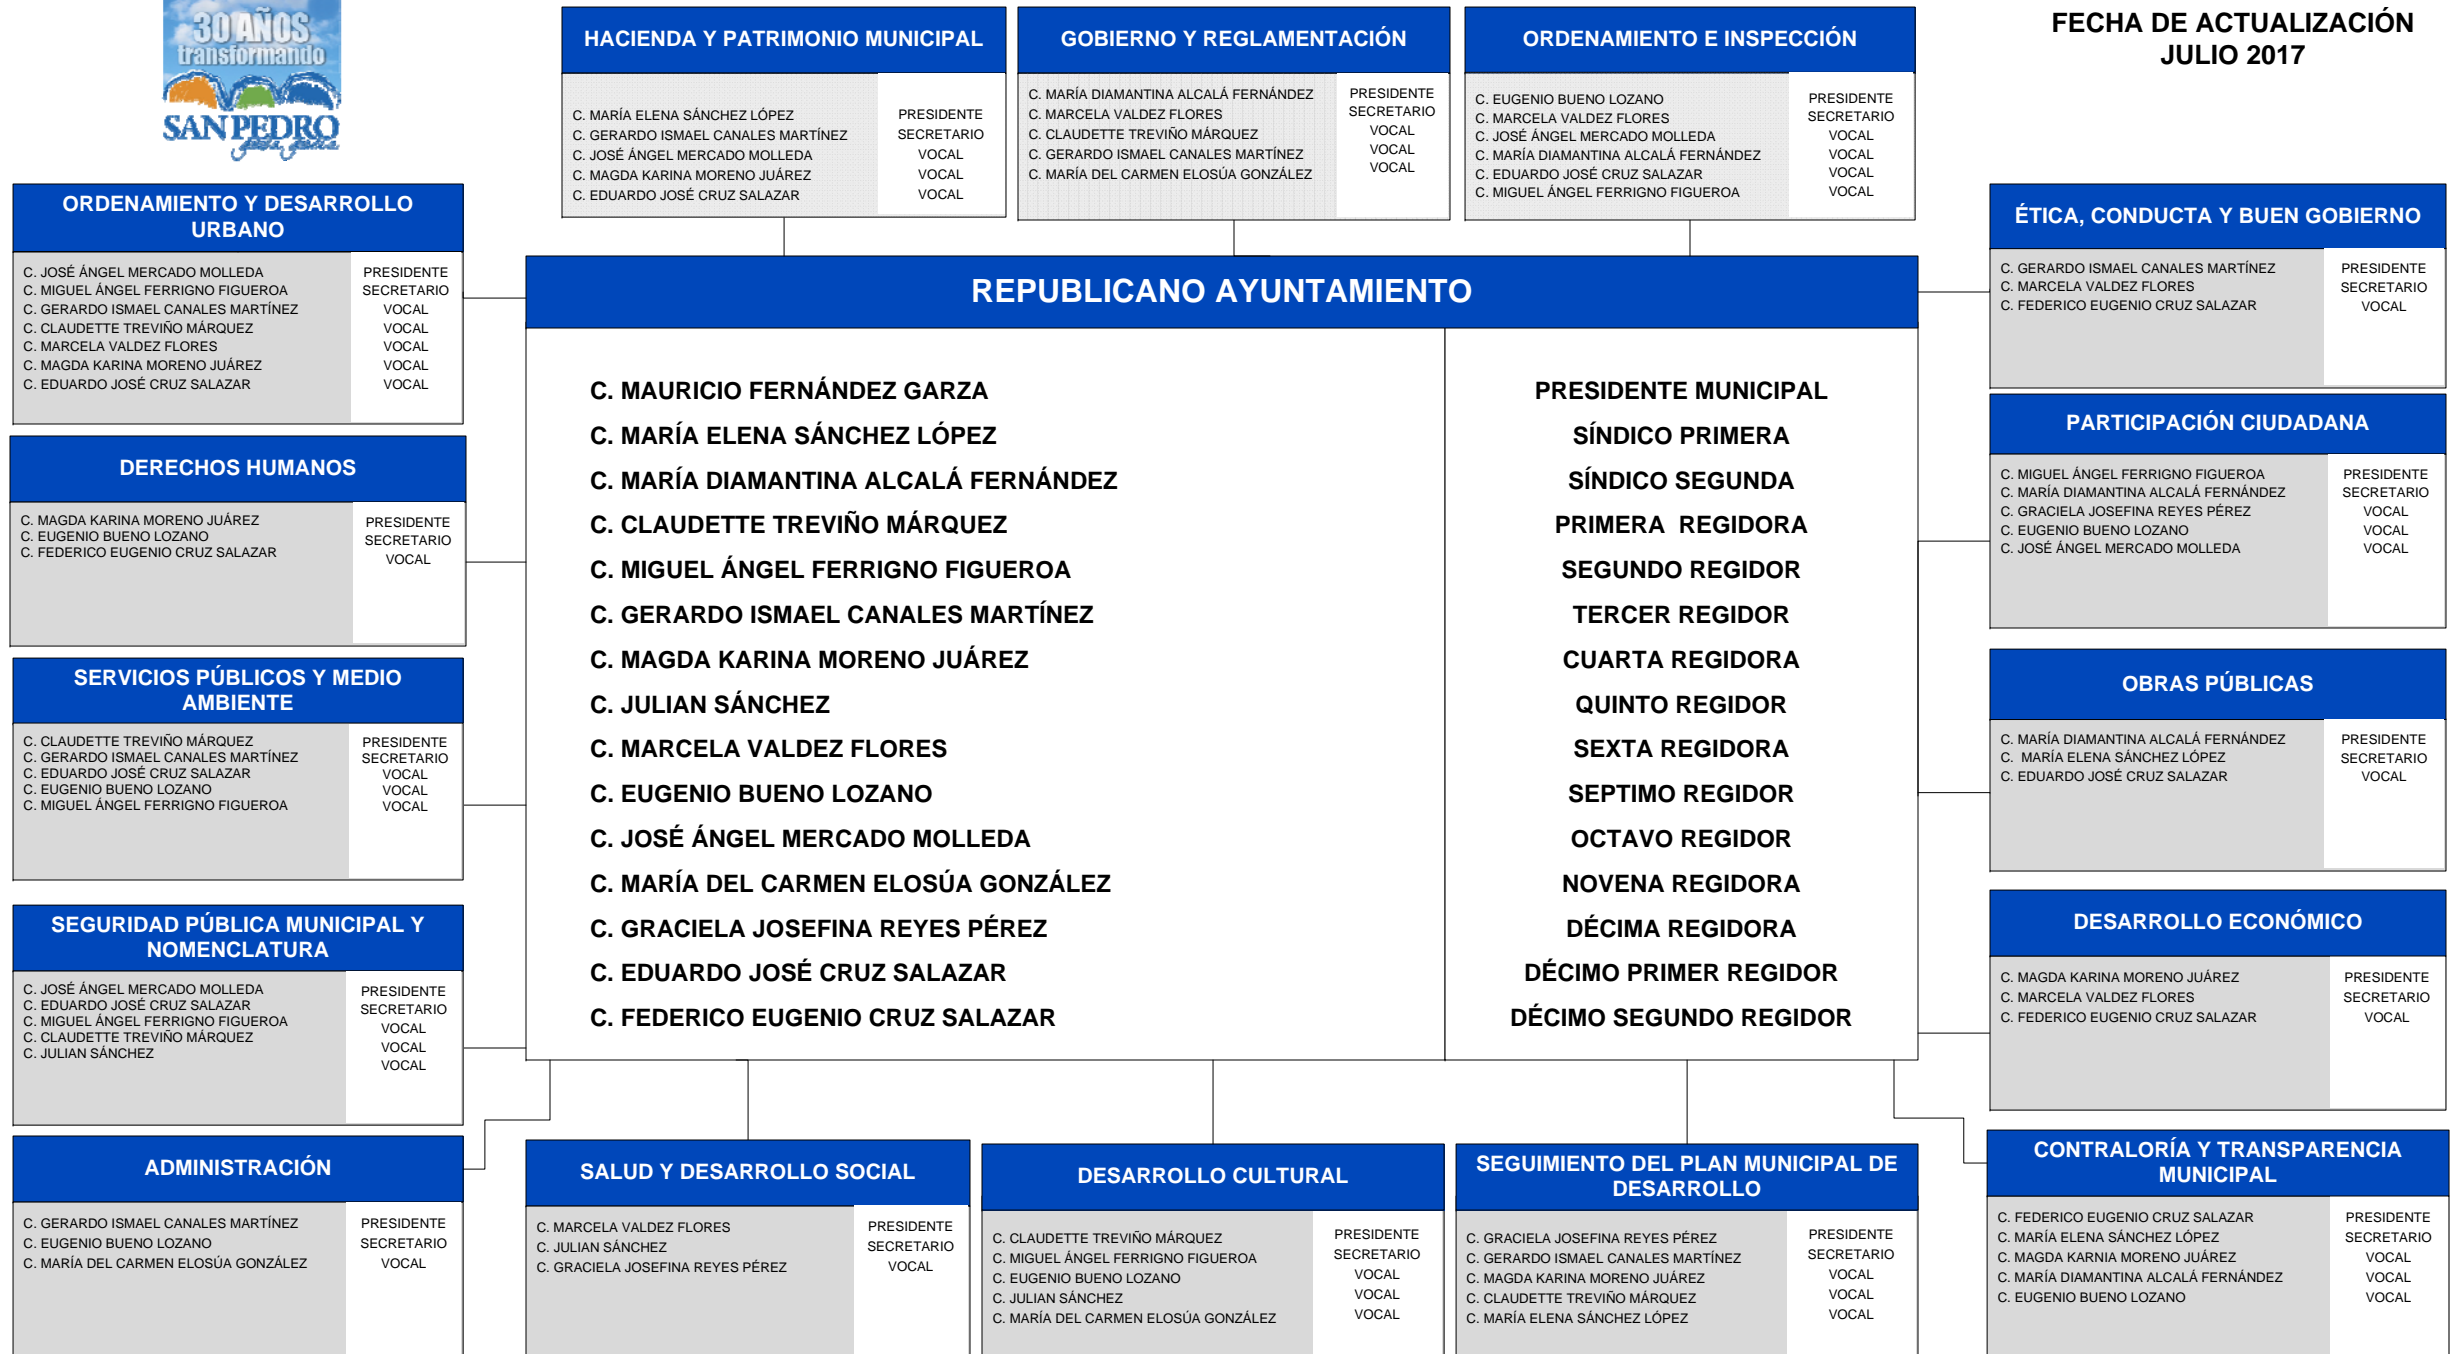 30 AÑOS
transformando
SAN PEDRO
FECHA DE ACTUALIZACIÓN
JULIO 2017
HACIENDA Y PATRIMONIO MUNICIPAL
C. MARÍA ELENA SÁNCHEZ LÓPEZ PRESIDENTE
C. GERARDO ISMAEL CANALES MARTÍNEZ SECRETARIO
C. JOSÉ ÁNGEL MERCADO MOLLEDA VOCAL
C. MAGDA KARINA MORENO JUÁREZ VOCAL
C. EDUARDO JOSÉ CRUZ SALAZAR VOCAL
GOBIERNO Y REGLAMENTACIÓN
C. MARÍA DIAMANTINA ALCALÁ FERNÁNDEZ PRESIDENTE
C. MARCELA VALDEZ FLORES SECRETARIO
C. CLAUDETTE TREVIÑO MÁRQUEZ VOCAL
C. GERARDO ISMAEL CANALES MARTÍNEZ VOCAL
C. MARÍA DEL CARMEN ELOSÚA GONZÁLEZ VOCAL
ORDENAMIENTO E INSPECCIÓN
C. EUGENIO BUENO LOZANO PRESIDENTE
C. MARCELA VALDEZ FLORES SECRETARIO
C. JOSÉ ÁNGEL MERCADO MOLLEDA VOCAL
C. MARÍA DIAMANTINA ALCALÁ FERNÁNDEZ VOCAL
C. EDUARDO JOSÉ CRUZ SALAZAR VOCAL
C. MIGUEL ÁNGEL FERRIGNO FIGUEROA VOCAL
ORDENAMIENTO Y DESARROLLO
URBANO
C. JOSÉ ÁNGEL MERCADO MOLLEDA PRESIDENTE
C. MIGUEL ÁNGEL FERRIGNO FIGUEROA SECRETARIO
C. GERARDO ISMAEL CANALES MARTÍNEZ VOCAL
C. CLAUDETTE TREVIÑO MÁRQUEZ VOCAL
C. MARCELA VALDEZ FLORES VOCAL
C. MAGDA KARINA MORENO JUÁREZ VOCAL
C. EDUARDO JOSÉ CRUZ SALAZAR VOCAL
DERECHOS HUMANOS
C. MAGDA KARINA MORENO JUÁREZ PRESIDENTE
C. EUGENIO BUENO LOZANO SECRETARIO
C. FEDERICO EUGENIO CRUZ SALAZAR VOCAL
SERVICIOS PÚBLICOS Y MEDIO
AMBIENTE
C. CLAUDETTE TREVIÑO MÁRQUEZ PRESIDENTE
C. GERARDO ISMAEL CANALES MARTÍNEZ SECRETARIO
C. EDUARDO JOSÉ CRUZ SALAZAR VOCAL
C. EUGENIO BUENO LOZANO VOCAL
C. MIGUEL ÁNGEL FERRIGNO FIGUEROA VOCAL
SEGURIDAD PÚBLICA MUNICIPAL Y
NOMENCLATURA
C. JOSÉ ÁNGEL MERCADO MOLLEDA PRESIDENTE
C. EDUARDO JOSÉ CRUZ SALAZAR SECRETARIO
C. MIGUEL ÁNGEL FERRIGNO FIGUEROA VOCAL
C. CLAUDETTE TREVIÑO MÁRQUEZ VOCAL
C. JULIAN SÁNCHEZ VOCAL
REPUBLICANO AYUNTAMIENTO
C. MAURICIO FERNÁNDEZ GARZA PRESIDENTE MUNICIPAL
C. MARÍA ELENA SÁNCHEZ LÓPEZ SÍNDICO PRIMERA
C. MARÍA DIAMANTINA ALCALÁ FERNÁNDEZ SÍNDICO SEGUNDA
C. CLAUDETTE TREVIÑO MÁRQUEZ PRIMERA REGIDORA
C. MIGUEL ÁNGEL FERRIGNO FIGUEROA SEGUNDO REGIDOR
C. GERARDO ISMAEL CANALES MARTÍNEZ TERCER REGIDOR
C. MAGDA KARINA MORENO JUÁREZ CUARTA REGIDORA
C. JULIAN SÁNCHEZ QUINTO REGIDOR
C. MARCELA VALDEZ FLORES SEXTA REGIDORA
C. EUGENIO BUENO LOZANO SEPTIMO REGIDOR
C. JOSÉ ÁNGEL MERCADO MOLLEDA OCTAVO REGIDOR
C. MARÍA DEL CARMEN ELOSÚA GONZÁLEZ NOVENA REGIDORA
C. GRACIELA JOSEFINA REYES PÉREZ DÉCIMA REGIDORA
C. EDUARDO JOSÉ CRUZ SALAZAR DÉCIMO PRIMER REGIDOR
C. FEDERICO EUGENIO CRUZ SALAZAR DÉCIMO SEGUNDO REGIDOR
ÉTICA, CONDUCTA Y BUEN GOBIERNO
C. GERARDO ISMAEL CANALES MARTÍNEZ PRESIDENTE
C. MARCELA VALDEZ FLORES SECRETARIO
C. FEDERICO EUGENIO CRUZ SALAZAR VOCAL
PARTICIPACIÓN CIUDADANA
C. MIGUEL ÁNGEL FERRIGNO FIGUEROA PRESIDENTE
C. MARÍA DIAMANTINA ALCALÁ FERNÁNDEZ SECRETARIO
C. GRACIELA JOSEFINA REYES PÉREZ VOCAL
C. EUGENIO BUENO LOZANO VOCAL
C. JOSÉ ÁNGEL MERCADO MOLLEDA VOCAL
OBRAS PÚBLICAS
C. MARÍA DIAMANTINA ALCALÁ FERNÁNDEZ PRESIDENTE
C. MARÍA ELENA SÁNCHEZ LÓPEZ SECRETARIO
C. EDUARDO JOSÉ CRUZ SALAZAR VOCAL
DESARROLLO ECONÓMICO
C. MAGDA KARINA MORENO JUÁREZ PRESIDENTE
C. MARCELA VALDEZ FLORES SECRETARIO
C. FEDERICO EUGENIO CRUZ SALAZAR VOCAL
ADMINISTRACIÓN
C. GERARDO ISMAEL CANALES MARTÍNEZ PRESIDENTE
C. EUGENIO BUENO LOZANO SECRETARIO
C. MARÍA DEL CARMEN ELOSÚA GONZÁLEZ VOCAL
SALUD Y DESARROLLO SOCIAL
C. MARCELA VALDEZ FLORES PRESIDENTE
C. JULIAN SÁNCHEZ SECRETARIO
C. GRACIELA JOSEFINA REYES PÉREZ VOCAL
DESARROLLO CULTURAL
C. CLAUDETTE TREVIÑO MÁRQUEZ PRESIDENTE
C. MIGUEL ÁNGEL FERRIGNO FIGUEROA SECRETARIO
C. EUGENIO BUENO LOZANO VOCAL
C. JULIAN SÁNCHEZ VOCAL
C. MARÍA DEL CARMEN ELOSÚA GONZÁLEZ VOCAL
SEGUIMIENTO DEL PLAN MUNICIPAL DE
DESARROLLO
C. GRACIELA JOSEFINA REYES PÉREZ PRESIDENTE
C. GERARDO ISMAEL CANALES MARTÍNEZ SECRETARIO
C. MAGDA KARINA MORENO JUÁREZ VOCAL
C. CLAUDETTE TREVIÑO MÁRQUEZ VOCAL
C. MARÍA ELENA SÁNCHEZ LÓPEZ VOCAL
CONTRALORÍA Y TRANSPARENCIA
MUNICIPAL
C. FEDERICO EUGENIO CRUZ SALAZAR PRESIDENTE
C. MARÍA ELENA SÁNCHEZ LÓPEZ SECRETARIO
C. MAGDA KARNIA MORENO JUÁREZ VOCAL
C. MARÍA DIAMANTINA ALCALÁ FERNÁNDEZ VOCAL
C. EUGENIO BUENO LOZANO VOCAL